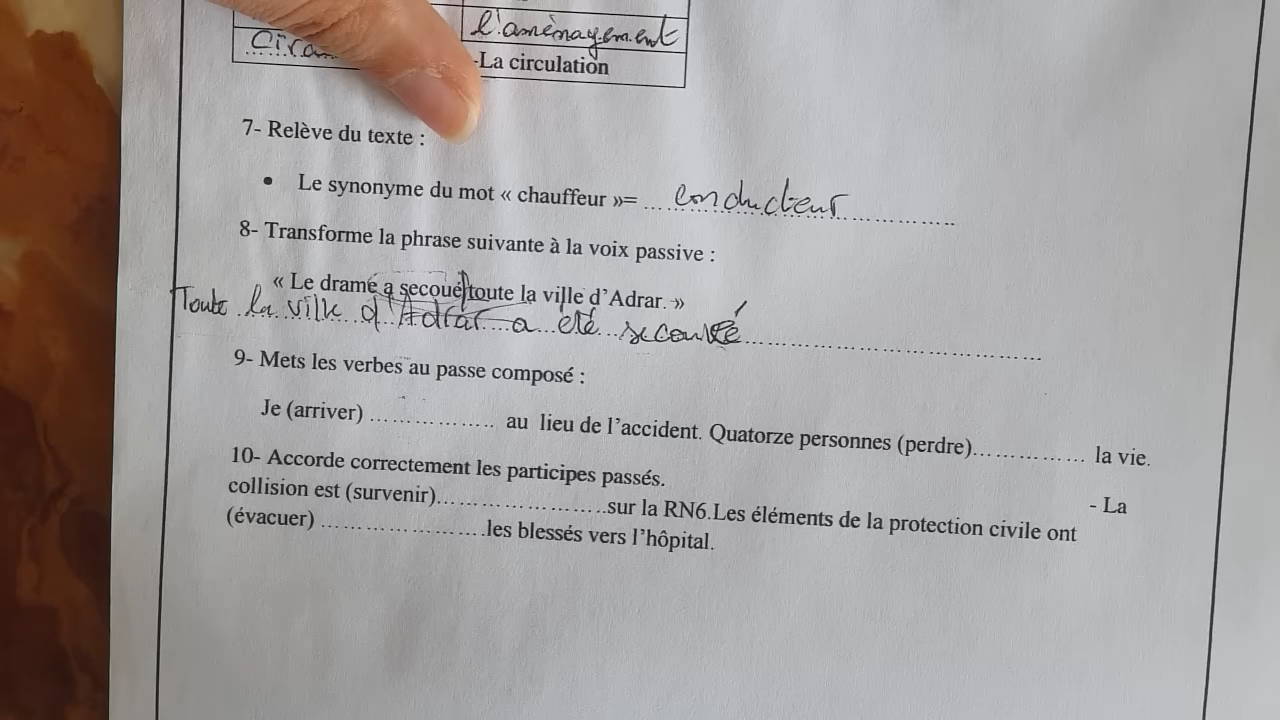 l'aménagement
-La circulation
7- Relève du texte :
• Le synonyme du mot « chauffeur »= ... conducteur ..................
8- Transforme la phrase suivante à la voix passive :
« Le drame a secoué toute la ville d'Adrar. »
Toute la ville d'Adrar a été secouée
9- Mets les verbes au passe composé :
Je (arriver) ................. au lieu de l'accident. Quatorze personnes (perdre)................ la vie.
10- Accorde correctement les participes passés.
- La
collision est (survenir)........................sur la RN6.Les éléments de la protection civile ont
(évacuer) .......................les blessés vers l'hôpital.